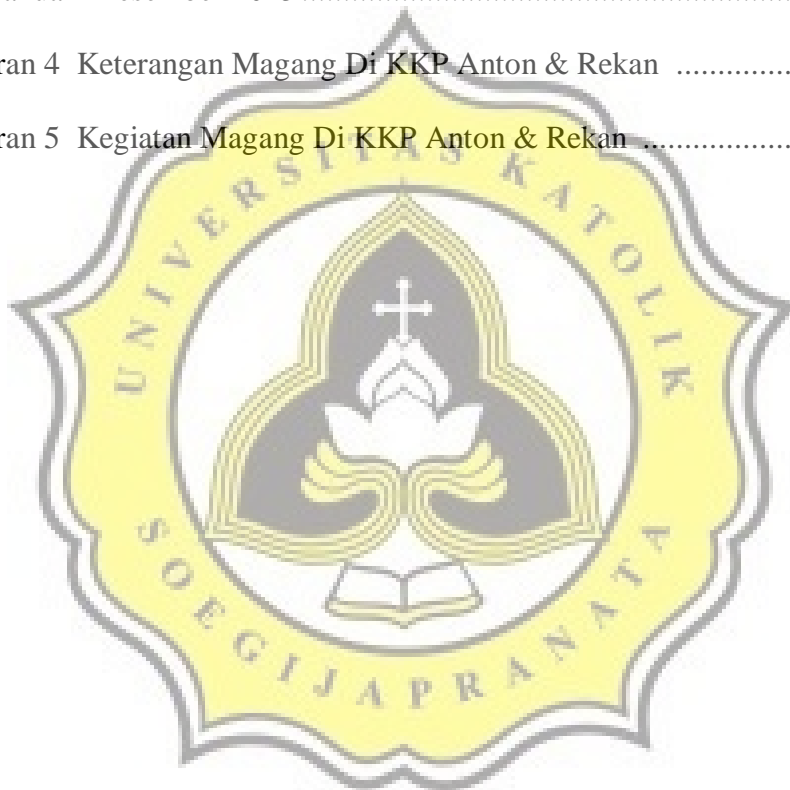 ran 4 Keterangan Magang Di KKP Anton & Rekan ..............
ran 5 Kegiatan Magang Di KKP Anton & Rekan ..................
UNIVERSITAS KATOLIK
SOEGIJAPRANATA